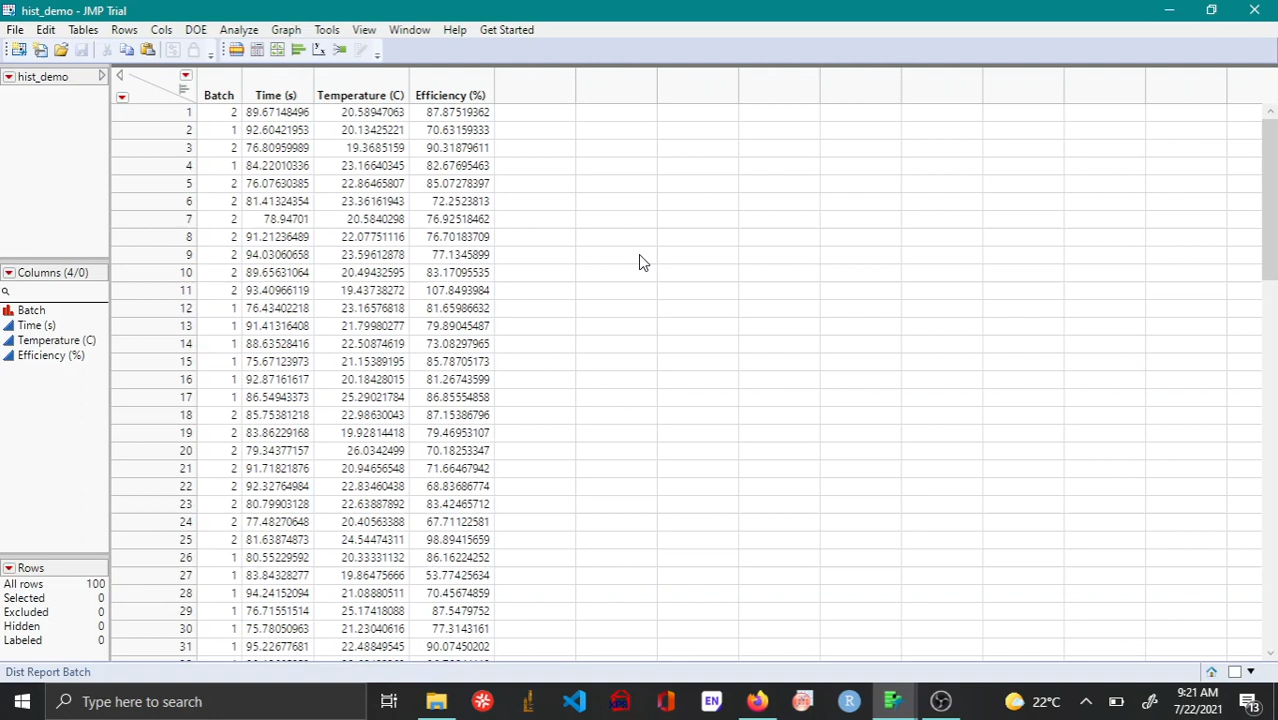 hist_demo - JMP Trial
File Edit Tables Rows Cols DOE Analyze Graph Tools View Window Help Get Started
hist_demo
Batch Time (s) Temperature (C) Efficiency (%)
1 2 89.67148496 20.58947063 87.87519362
2 1 92.60421953 20.13425221 70.63159333
3 2 76.80959989 19.3685159 90.31879611
4 1 84.22010336 23.16640345 82.67695463
5 2 76.07630385 22.86465807 85.07278397
6 2 81.41324354 23.36161943 72.2523813
7 2 78.94701 20.5840298 76.92518462
8 2 91.21236489 22.07751116 76.70183709
9 2 94.03060658 23.59612878 77.1345899
10 2 89.65631064 20.49432595 83.17095535
11 2 93.40966119 19.43738272 107.8493984
12 1 76.43402218 23.16576818 81.65986632
13 1 91.41316408 21.79980277 79.89045487
14 1 88.63528416 22.50874619 73.08297965
15 1 75.67123973 21.15389195 85.78705173
16 1 92.87161617 20.18428015 81.26743599
17 1 86.54943373 25.29021784 86.85554858
18 2 85.75381218 22.98630043 87.15386796
19 2 83.86229168 19.92814418 79.46953107
20 2 79.34377157 26.0342499 70.18253347
21 2 91.71821876 20.94656548 71.66467942
22 2 92.32764984 22.83460438 68.83686774
23 2 80.79903128 22.63887892 83.42465712
24 2 77.48270648 20.40563388 67.71122581
25 2 81.63874873 24.54474311 98.89415659
26 1 80.55229592 20.33331132 86.16224252
27 1 83.84328277 19.86475666 53.77425634
28 1 94.24152094 21.08880511 70.45674859
29 1 76.71551514 25.17418088 87.5479752
30 1 75.78050963 21.23040616 77.3143161
31 1 95.22677681 22.48849545 90.07450202
Columns (4/0)
Batch
Time (s)
Temperature (C)
Efficiency (%)
Rows
All rows 100
Selected 0
Excluded 0
Hidden 0
Labeled 0
Dist Report Batch
Type here to search
EN
22°C
9:21 AM
7/22/2021
13